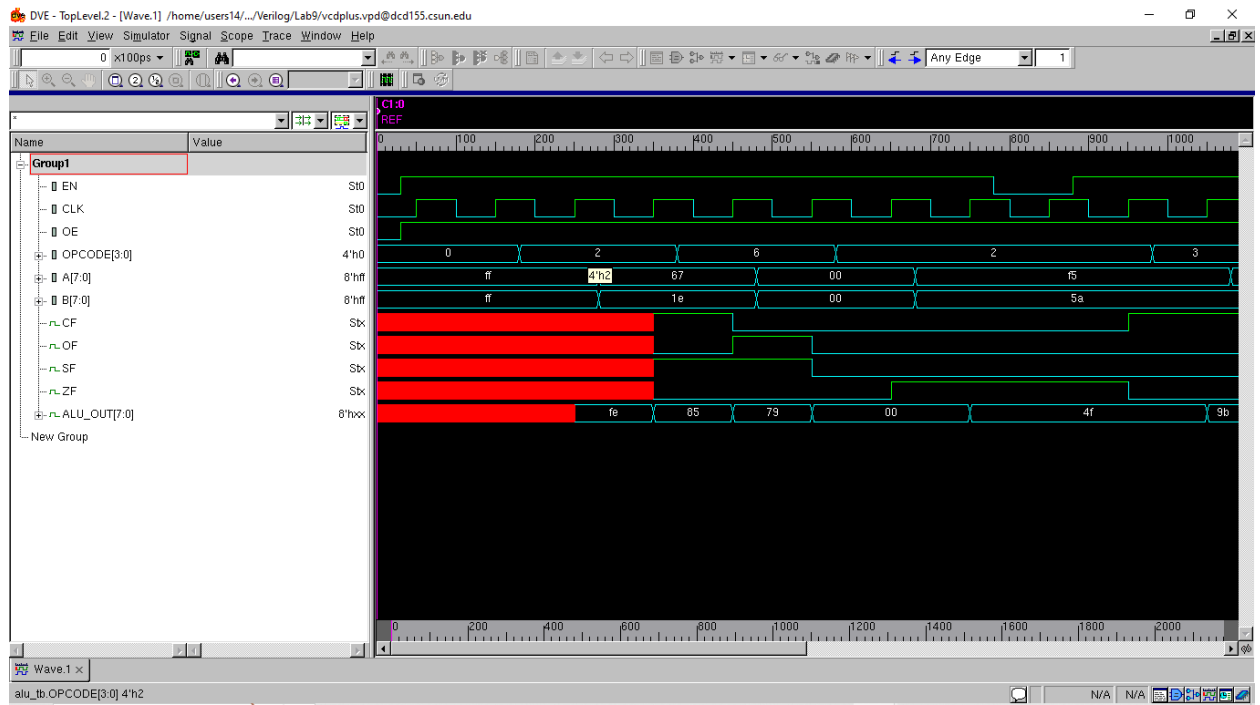 DVE - TopLevel.2 - [Wave.1] /home/users14/.../Verilog/Lab9/vcdplus.vpd@dcd155.csun.edu
File Edit View Simulator Signal Scope Trace Window Help
0 x100ps Any Edge 1
C1:0
REF
*
Name Value
0 100 200 300 400 500 600 700 800 900 1000
Group1
EN St0
CLK St0
OE St0
OPCODE[3:0] 4'h0 0 2 6 2 3
A[7:0] 8'hff ff 4'h2 67 00 f5
B[7:0] 8'hff ff 1e 00 5a
CF Stx
OF Stx
SF Stx
ZF Stx
ALU_OUT[7:0] 8'hxx fe 85 79 00 4f 9b
New Group
0 200 400 600 800 1000 1200 1400 1600 1800 2000
Wave.1
alu_tb.OPCODE[3:0] 4'h2 N/A N/A